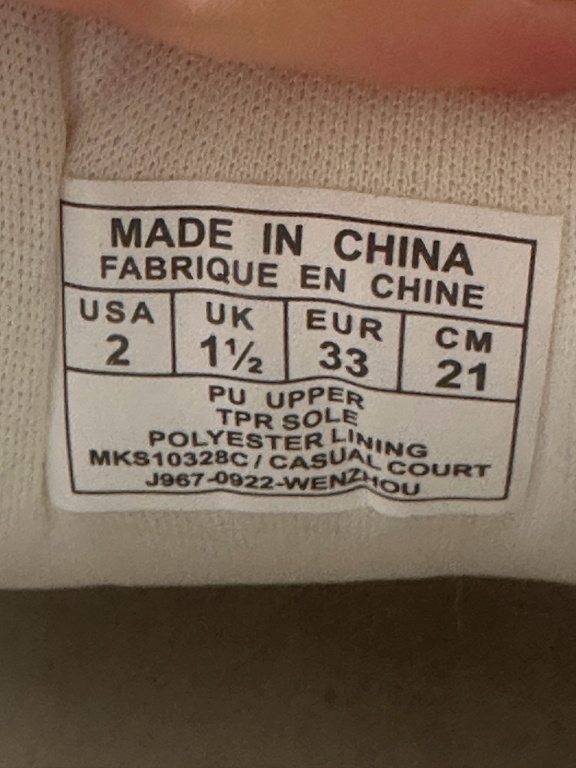 MADE IN CHINA
FABRIQUE EN CHINE
USA UK EUR CM
2 1½ 33 21
PU UPPER
TPR SOLE
POLYESTER LINING
MKS10328C / CASUAL COURT
J967-0922-WENZHOU